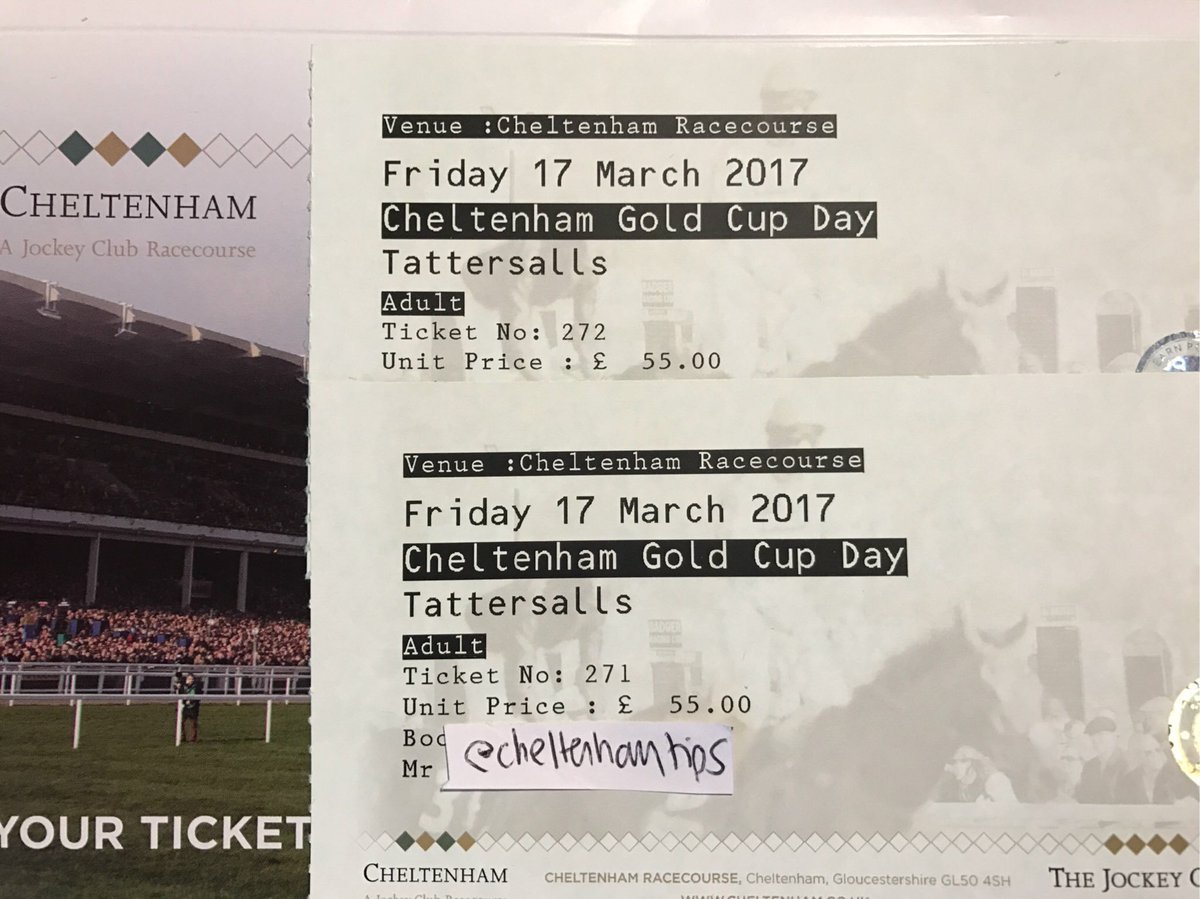 CHELTENHAM
A Jockey Club Racecourse
YOUR TICKET
Venue :Cheltenham Racecourse
Friday 17 March 2017
Cheltenham Gold Cup Day
Tattersalls
Adult
Ticket No: 272
Unit Price : £ 55.00
Venue :Cheltenham Racecourse
Friday 17 March 2017
Cheltenham Gold Cup Day
Tattersalls
Adult
Ticket No: 271
Unit Price : £ 55.00
Boo
Mr
@cheltenhamtips
CHELTENHAM
CHELTENHAM RACECOURSE, Cheltenham, Gloucestershire GL50 4SH
THE JOCKEY C